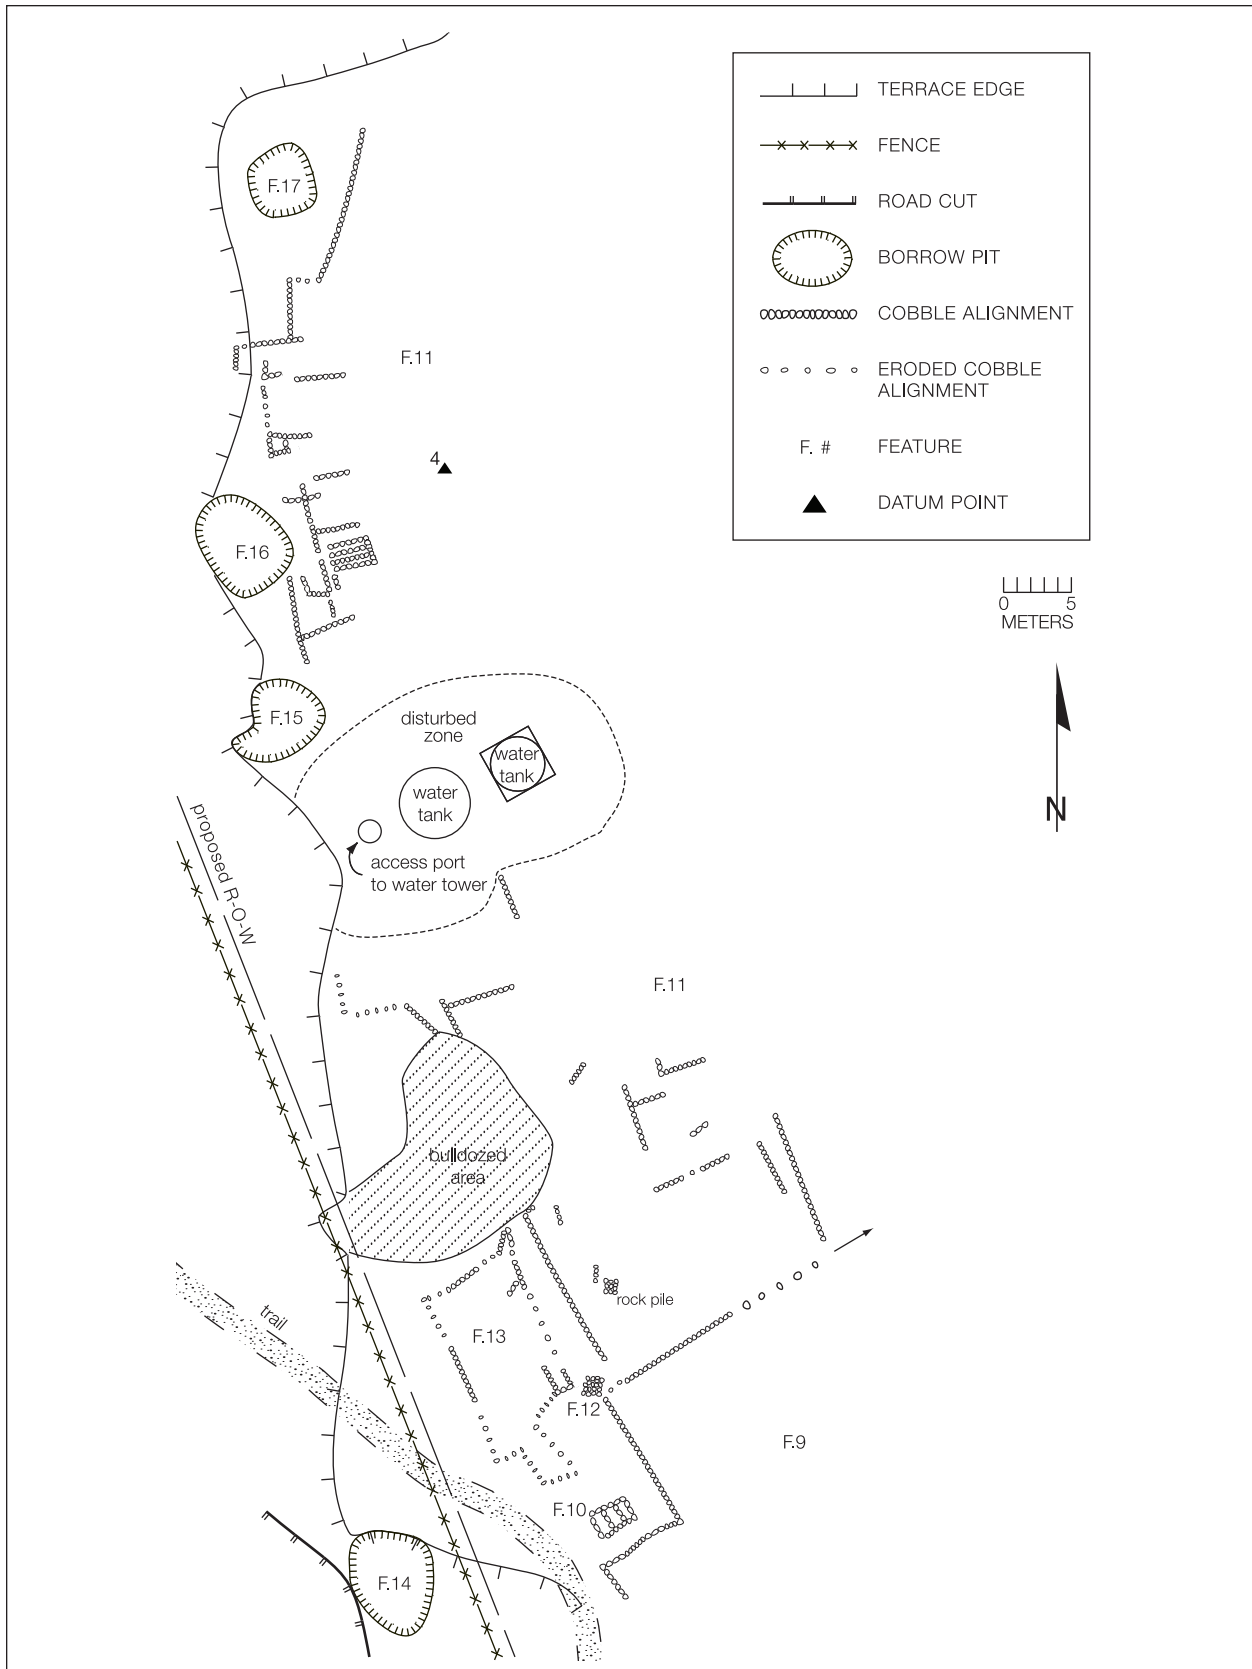 TERRACE EDGE
FENCE
ROAD CUT
BORROW PIT
COBBLE ALIGNMENT
ERODED COBBLE
ALIGNMENT
F. #
FEATURE
DATUM POINT
0 5
METERS
N
F.17
F.11
4
F.16
F.15
disturbed
zone
water
tank
water
tank
access port
to water tower
proposed R-O-W
F.11
bulldozed
area
rock pile
trail
F.13
F.12
F.9
F.10
F.14